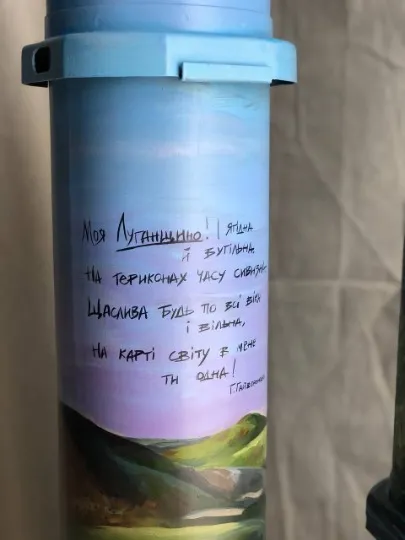 Моя Луганщино! Ягідна
й вугільна
На териконах часу сивизна
Щаслива будь по всі віки
і вільна,
На карті світу в мене
ти одна!